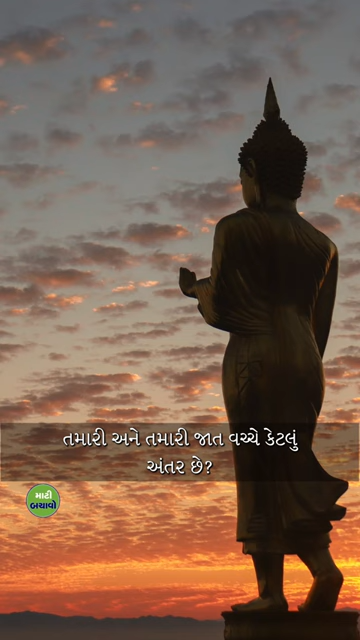 તમારી અને તમારી જાત વચ્ચે કેટલું
અંતર છે?
માટી
બચાવો